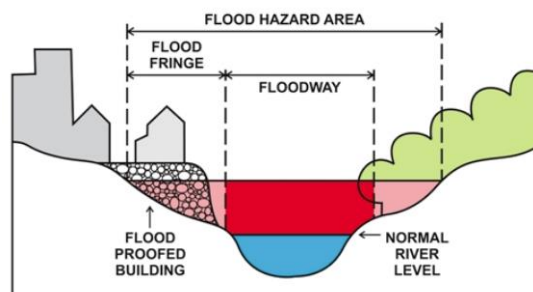 FLOOD HAZARD AREA
FLOOD
FRINGE
FLOODWAY
FLOOD
PROOFED
BUILDING
NORMAL
RIVER
LEVEL